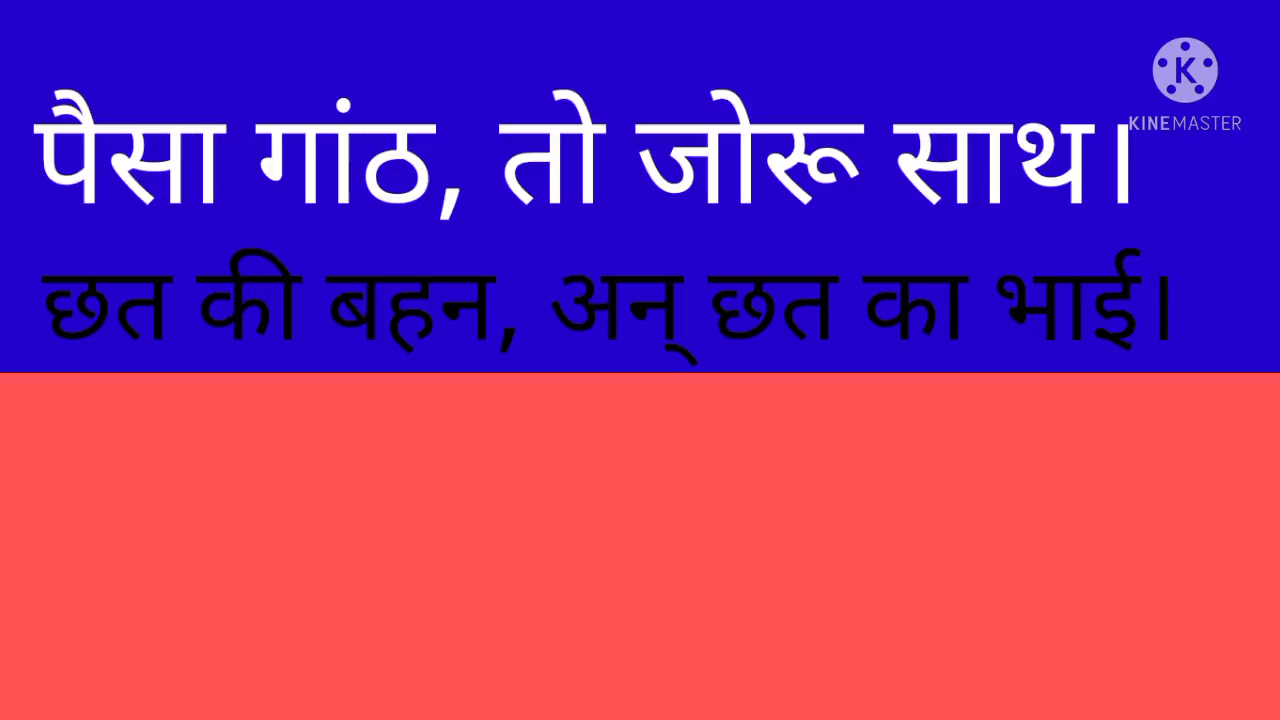 पैसा गांठ, तो जोरू साथ।
छत की बहन, अन् छत का भाई।
K
KINEMASTER